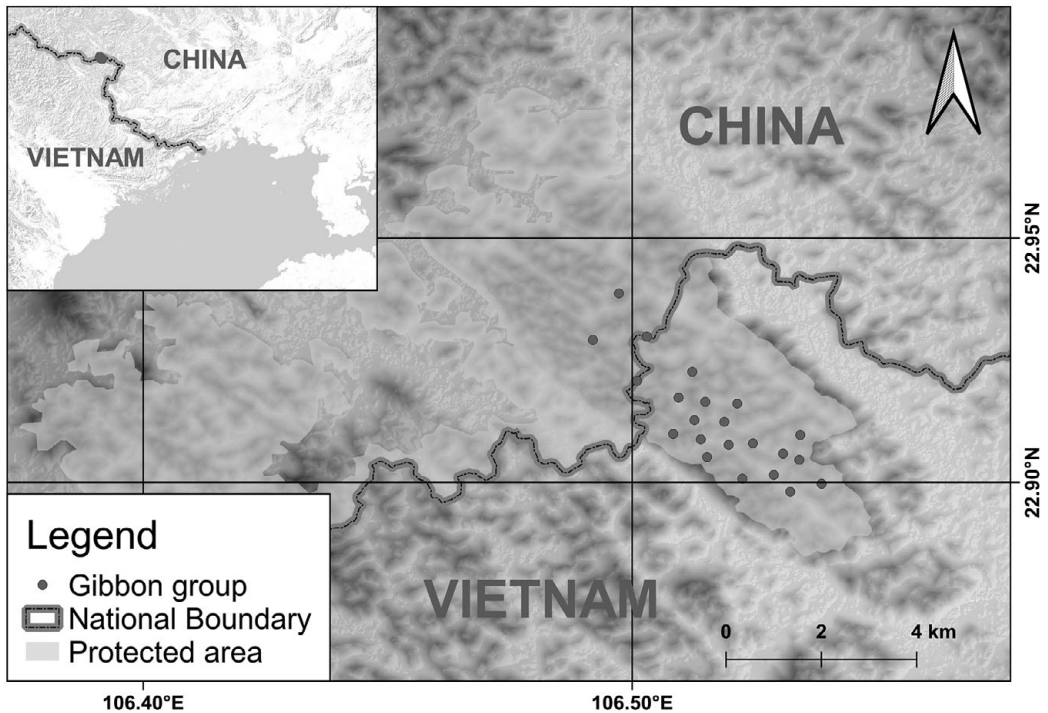 CHINA
VIETNAM
CHINA
22.95°N
22.90°N
VIETNAM
Legend
Gibbon group
National Boundary
Protected area
0 2 4 km
106.40°E 106.50°E